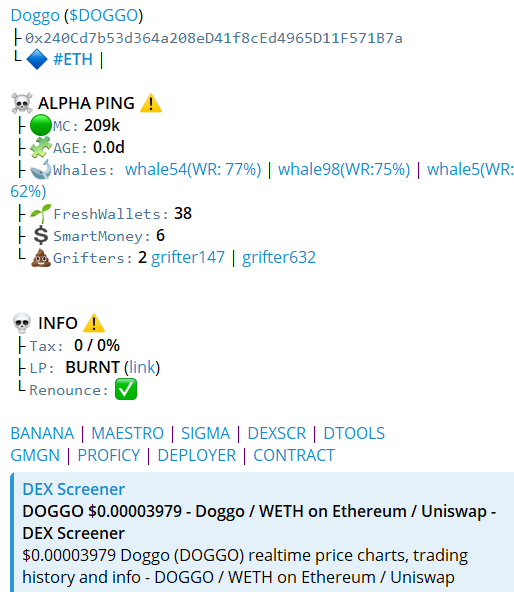 Doggo ($DOGGO)
├ 0x240Cd7b53d364a208eD41f8cEd4965D11F571B7a
└ 🔷 #ETH |
☠️ ALPHA PING ⚠️
├ 🟢MC: 209k
├ 🧩AGE: 0.0d
├ 🐋Whales: whale54(WR: 77%) | whale98(WR:75%) | whale5(WR:
62%)
├ 🌱FreshWallets: 38
├ 💲SmartMoney: 6
└ 💩Grifters: 2 grifter147 | grifter632
💀 INFO ⚠️
├ Tax: 0 / 0%
├ LP: BURNT (link)
└ Renounce: ✅
BANANA | MAESTRO | SIGMA | DEXSCR | DTOOLS
GMGN | PROFICY | DEPLOYER | CONTRACT
DEX Screener
DOGGO $0.00003979 - Doggo / WETH on Ethereum / Uniswap -
DEX Screener
$0.00003979 Doggo (DOGGO) realtime price charts, trading
history and info - DOGGO / WETH on Ethereum / Uniswap